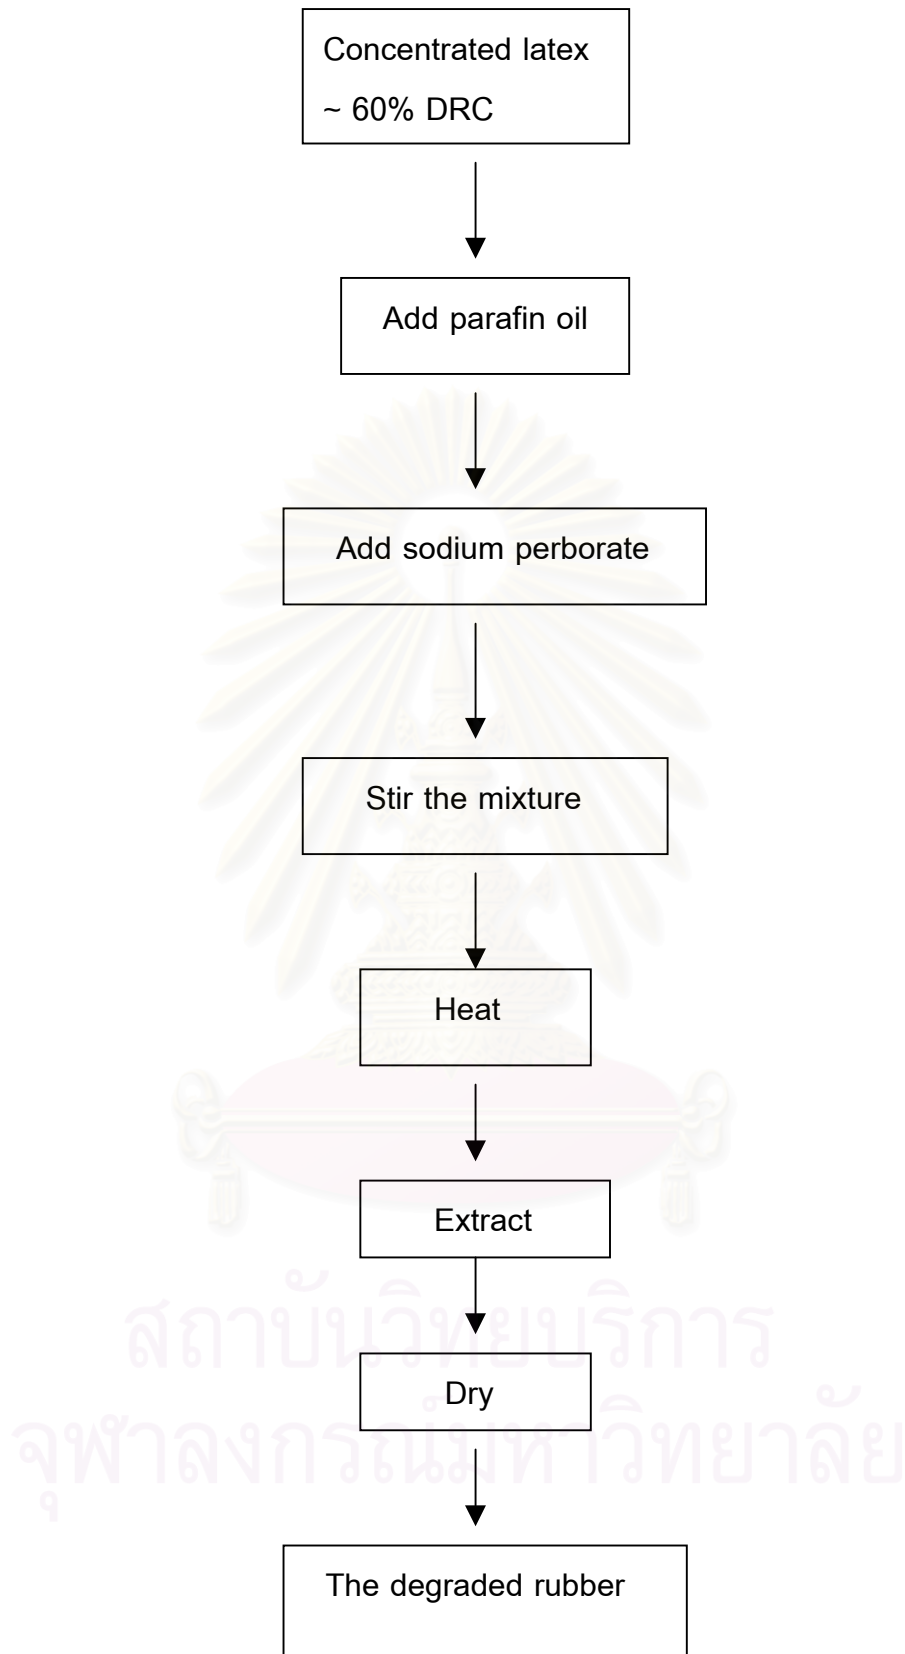 Concentrated latex
~ 60% DRC
Add parafin oil
Add sodium perborate
Stir the mixture
Heat
Extract
สถาบันวิทยบริการ
Dry
จุฬาลงกรณ์มหาวิทยาลัย
The degraded rubber